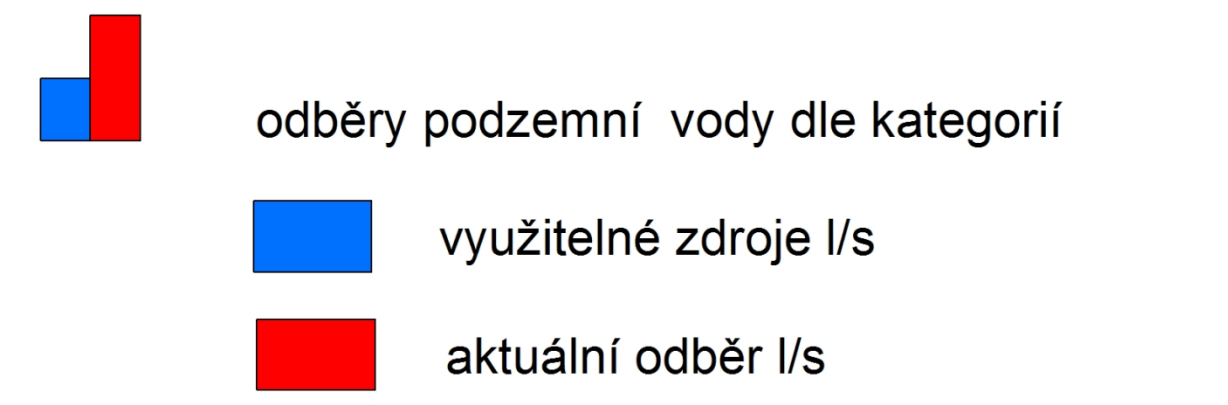 odběry podzemní vody dle kategorií
využitelné zdroje l/s
aktuální odběr l/s